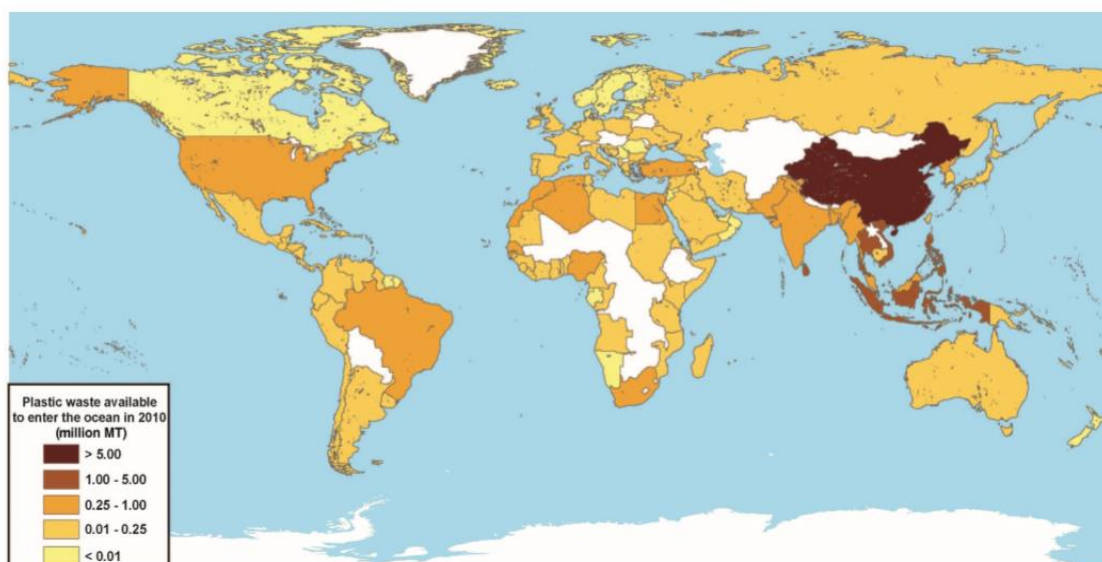 Plastic waste available
to enter the ocean in 2010
(million MT)
> 5.00
1.00 - 5.00
0.25 - 1.00
0.01 - 0.25
< 0.01